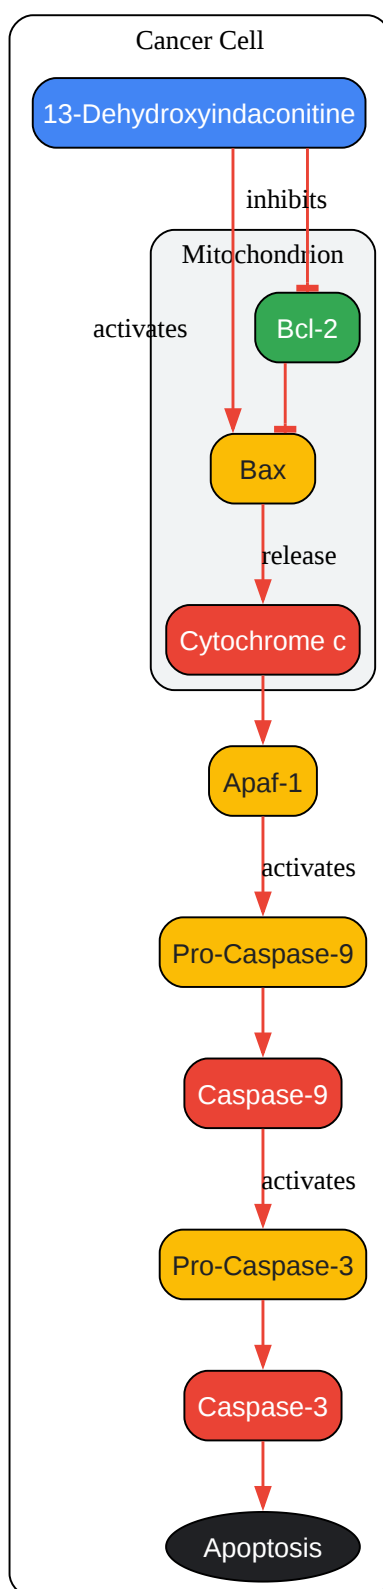 Cancer Cell
13-Dehydroxyindaconitine
inhibits
Mitochondrion
activates
Bcl-2
Bax
release
Cytochrome c
Apaf-1
activates
Pro-Caspase-9
Caspase-9
activates
Pro-Caspase-3
Caspase-3
Apoptosis